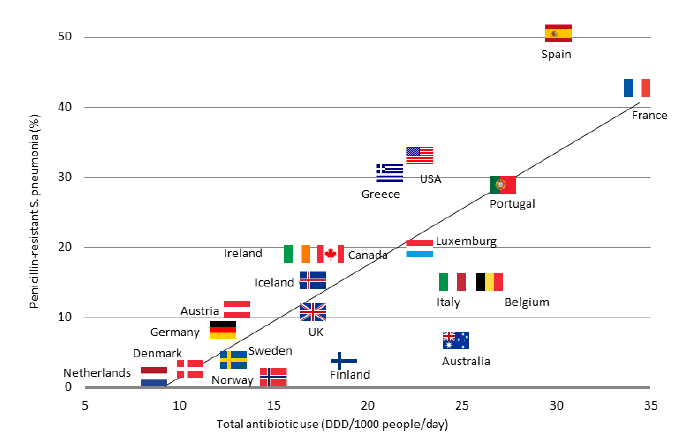 50
Spain
40
France
Penicillin-resistant S. pneumonia (%)
30
Greece
USA
Portugal
20
Ireland
Canada
Luxemburg
Iceland
Italy
Belgium
10
Austria
Germany
UK
Denmark
Sweden
Australia
Netherlands
Norway
Finland
0
5
10
15
20
25
30
35
Total antibiotic use (DDD/1000 people/day)